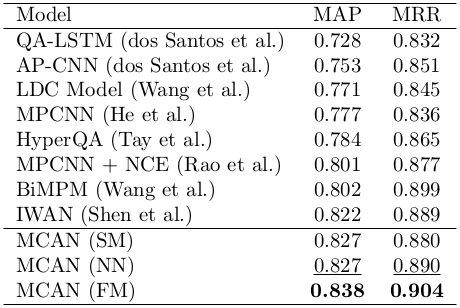 Model MAP MRR
QA-LSTM (dos Santos et al.) 0.728 0.832
AP-CNN (dos Santos et al.) 0.753 0.851
LDC Model (Wang et al.) 0.771 0.845
MPCNN (He et al.) 0.777 0.836
HyperQA (Tay et al.) 0.784 0.865
MPCNN + NCE (Rao et al.) 0.801 0.877
BiMPM (Wang et al.) 0.802 0.899
IWAN (Shen et al.) 0.822 0.889
MCAN (SM) 0.827 0.880
MCAN (NN) 0.827 0.890
MCAN (FM) 0.838 0.904